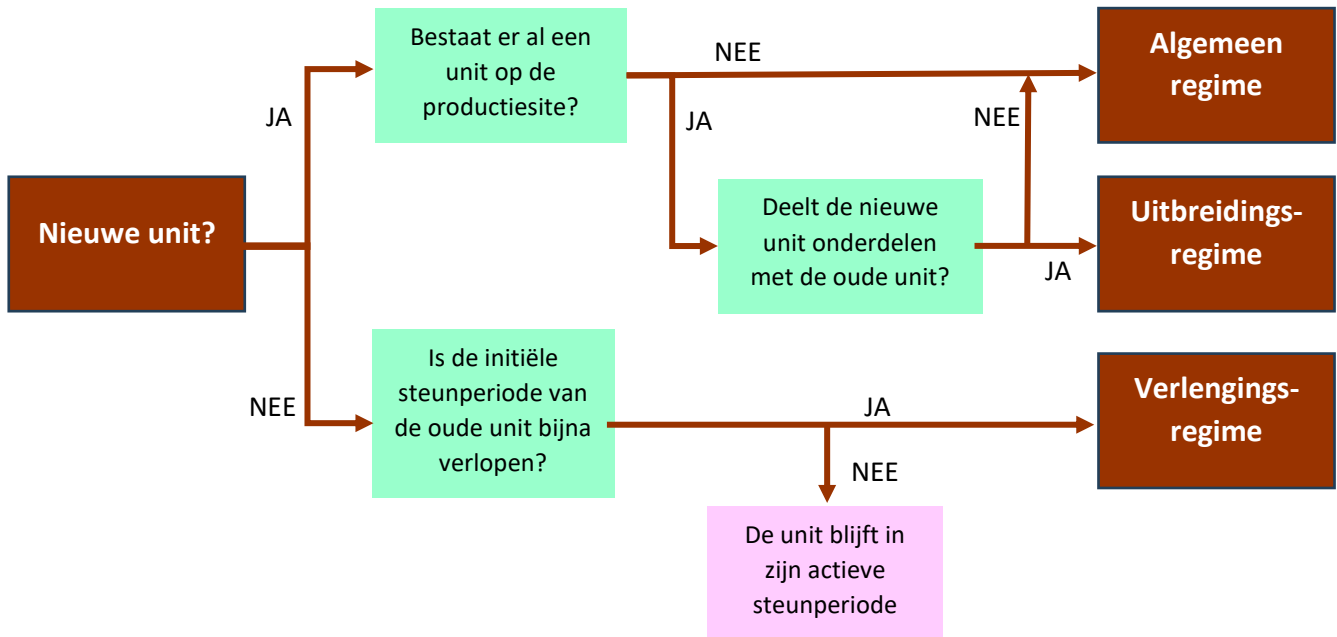 Bestaat er al een
unit op de
productiesite?
NEE
Algemeen
regime
JA
JA
NEE
Nieuwe unit?
Deelt de nieuwe
unit onderdelen
met de oude unit?
JA
Uitbreidings-
regime
NEE
Is de initiële
steunperiode van
de oude unit bijna
verlopen?
JA
Verlengings-
regime
NEE
De unit blijft in
zijn actieve
steunperiode